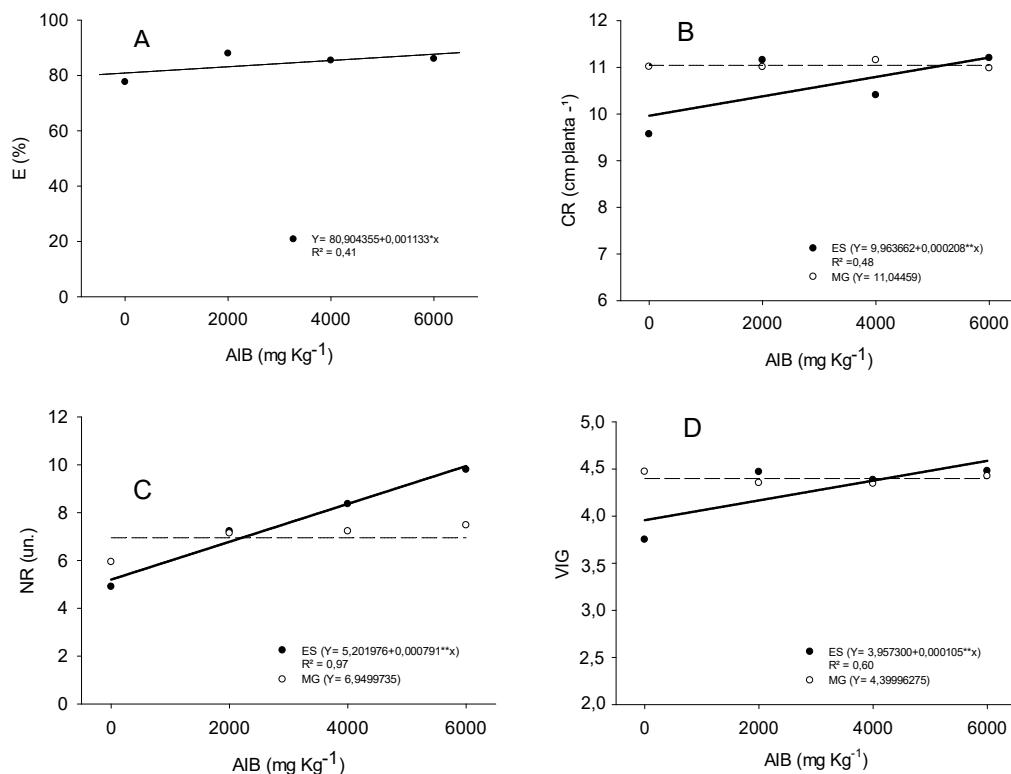 A
E (%)
100
80
60
40
20
0
Y= 80,904355+0,001133*x
R² = 0,41
0 2000 4000 6000
AIB (mg Kg⁻¹)
B
CR (cm planta -¹)
12
11
10
9
8
7
6
ES (Y= 9,963662+0,000208**x)
R² =0,48
MG (Y= 11,04459)
0 2000 4000 6000
AIB (mg Kg⁻¹)
C
NR (un.)
12
10
8
6
4
2
0
ES (Y= 5,201976+0,000791**x)
R² = 0,97
MG (Y= 6,9499735)
0 2000 4000 6000
AIB (mg Kg⁻¹)
D
VIG
5,0
4,5
4,0
3,5
3,0
2,5
2,0
ES (Y= 3,957300+0,000105**x)
R² = 0,60
MG (Y= 4,39996275)
0 2000 4000 6000
AIB (mg Kg⁻¹)